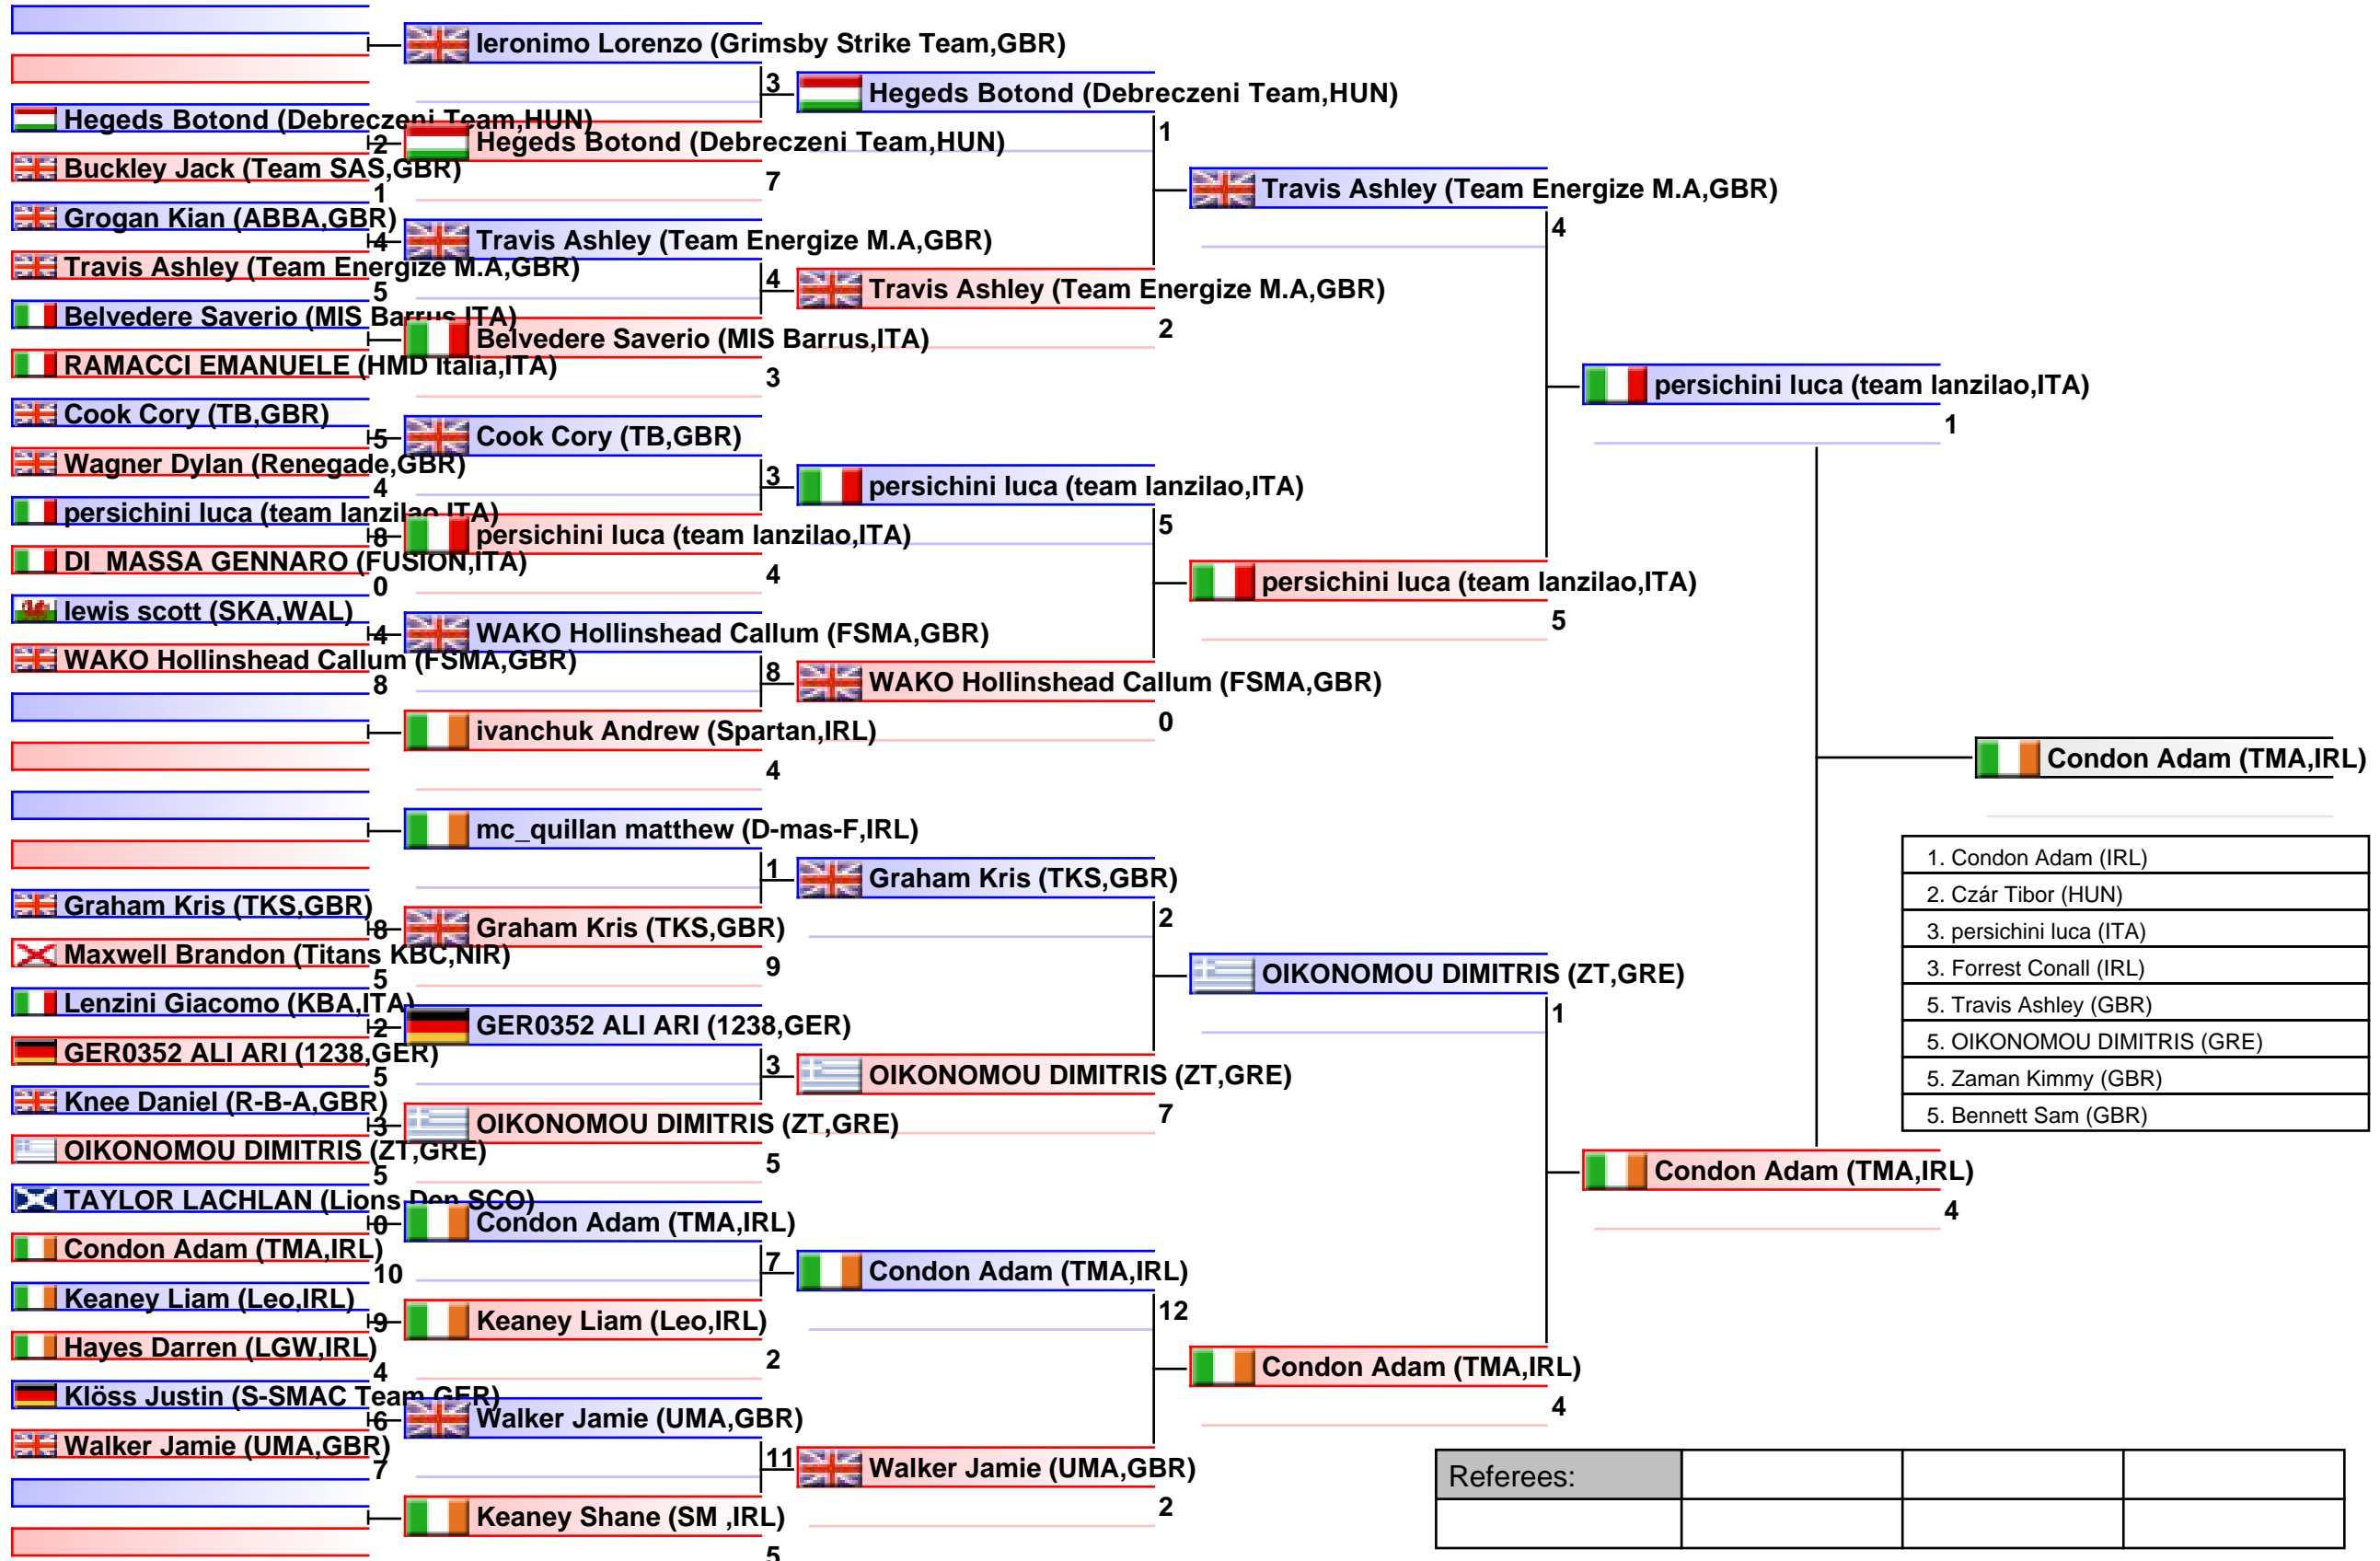 Ieronimo Lorenzo (Grimsby Strike Team,GBR)
3
Hegeds Botond (Debreczeni Team,HUN)
Hegeds Botond (Debreczeni Team,HUN)
2
Hegeds Botond (Debreczeni Team,HUN)
1
Buckley Jack (Team SAS,GBR)
1
7
Travis Ashley (Team Energize M.A,GBR)
4
Grogan Kian (ABBA,GBR)
4
Travis Ashley (Team Energize M.A,GBR)
Travis Ashley (Team Energize M.A,GBR)
5
4
Travis Ashley (Team Energize M.A,GBR)
2
Belvedere Saverio (MIS Barrus,ITA)
Belvedere Saverio (MIS Barrus,ITA)
RAMACCI EMANUELE (HMD Italia,ITA)
3
persichini luca (team lanzilao,ITA)
1
Cook Cory (TB,GBR)
5
Cook Cory (TB,GBR)
Wagner Dylan (Renegade,GBR)
4
3
persichini luca (team lanzilao,ITA)
5
persichini luca (team lanzilao,ITA)
8
persichini luca (team lanzilao,ITA)
DI_MASSA GENNARO (FUSION,ITA)
0
4
persichini luca (team lanzilao,ITA)
5
lewis scott (SKA,WAL)
4
WAKO Hollinshead Callum (FSMA,GBR)
WAKO Hollinshead Callum (FSMA,GBR)
8
8
WAKO Hollinshead Callum (FSMA,GBR)
0
ivanchuk Andrew (Spartan,IRL)
4
Condon Adam (TMA,IRL)
mc_quillan matthew (D-mas-F,IRL)
1
Graham Kris (TKS,GBR)
2
Graham Kris (TKS,GBR)
8
Graham Kris (TKS,GBR)
Maxwell Brandon (Titans KBC,NIR)
5
9
OIKONOMOU DIMITRIS (ZT,GRE)
1
Lenzini Giacomo (KBA,ITA)
2
GER0352 ALI ARI (1238,GER)
GER0352 ALI ARI (1238,GER)
5
3
OIKONOMOU DIMITRIS (ZT,GRE)
7
Knee Daniel (R-B-A,GBR)
3
OIKONOMOU DIMITRIS (ZT,GRE)
OIKONOMOU DIMITRIS (ZT,GRE)
5
5
1. Condon Adam (IRL)
2. Czár Tibor (HUN)
3. persichini luca (ITA)
3. Forrest Conall (IRL)
5. Travis Ashley (GBR)
5. OIKONOMOU DIMITRIS (GRE)
5. Zaman Kimmy (GBR)
5. Bennett Sam (GBR)
Condon Adam (TMA,IRL)
4
TAYLOR LACHLAN (Lions Den,SCO)
0
Condon Adam (TMA,IRL)
Condon Adam (TMA,IRL)
10
7
Condon Adam (TMA,IRL)
12
Keaney Liam (Leo,IRL)
9
Keaney Liam (Leo,IRL)
Hayes Darren (LGW,IRL)
4
2
Condon Adam (TMA,IRL)
4
Klöss Justin (S-SMAC Team,GER)
6
Walker Jamie (UMA,GBR)
Walker Jamie (UMA,GBR)
7
11
Walker Jamie (UMA,GBR)
2
Keaney Shane (SM ,IRL)
5
Referees: